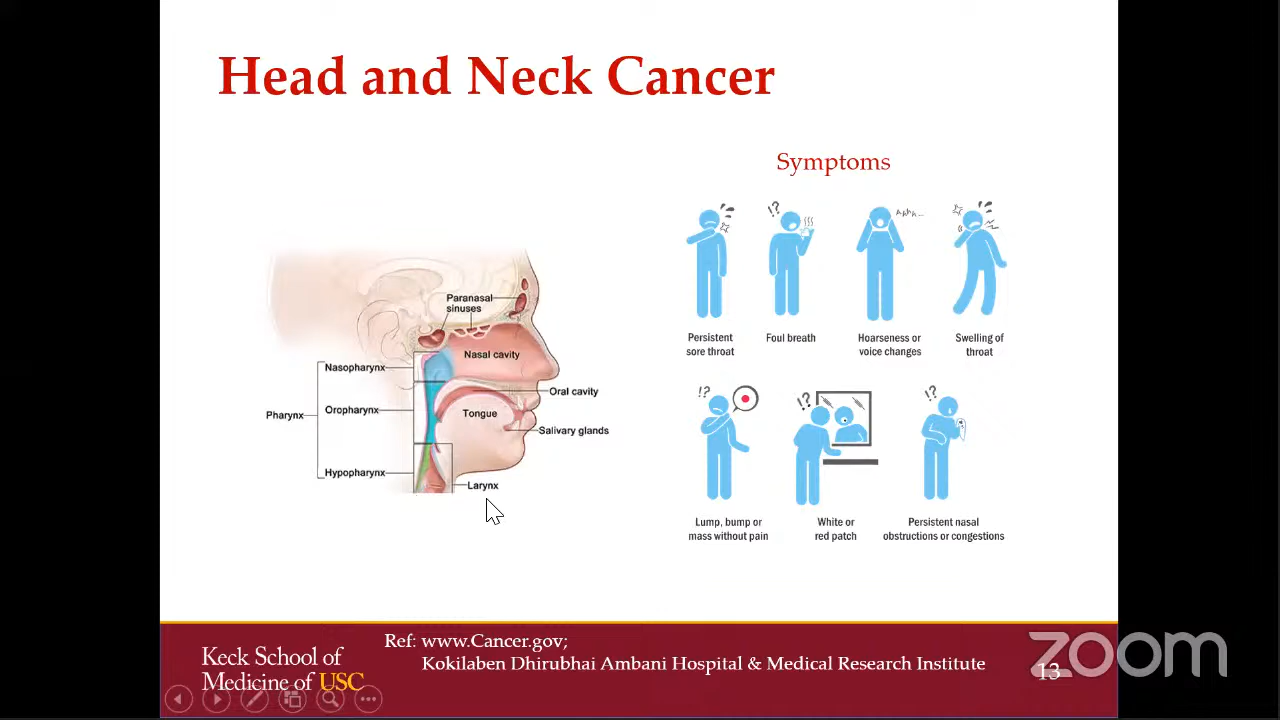 Head and Neck Cancer
Symptoms
Persistent
sore throat
Foul breath
Hoarseness or
voice changes
Swelling of
throat
Lump, bump or
mass without pain
White or
red patch
Persistent nasal
obstructions or congestions
Paranasal
sinuses
Nasal cavity
Nasopharynx
Oral cavity
Pharynx
Oropharynx
Tongue
Salivary glands
Hypopharynx
Larynx
Ref: www.Cancer.gov;
Kokilaben Dhirubhai Ambani Hospital & Medical Research Institute
Keck School of
Medicine of USC
13
zoom